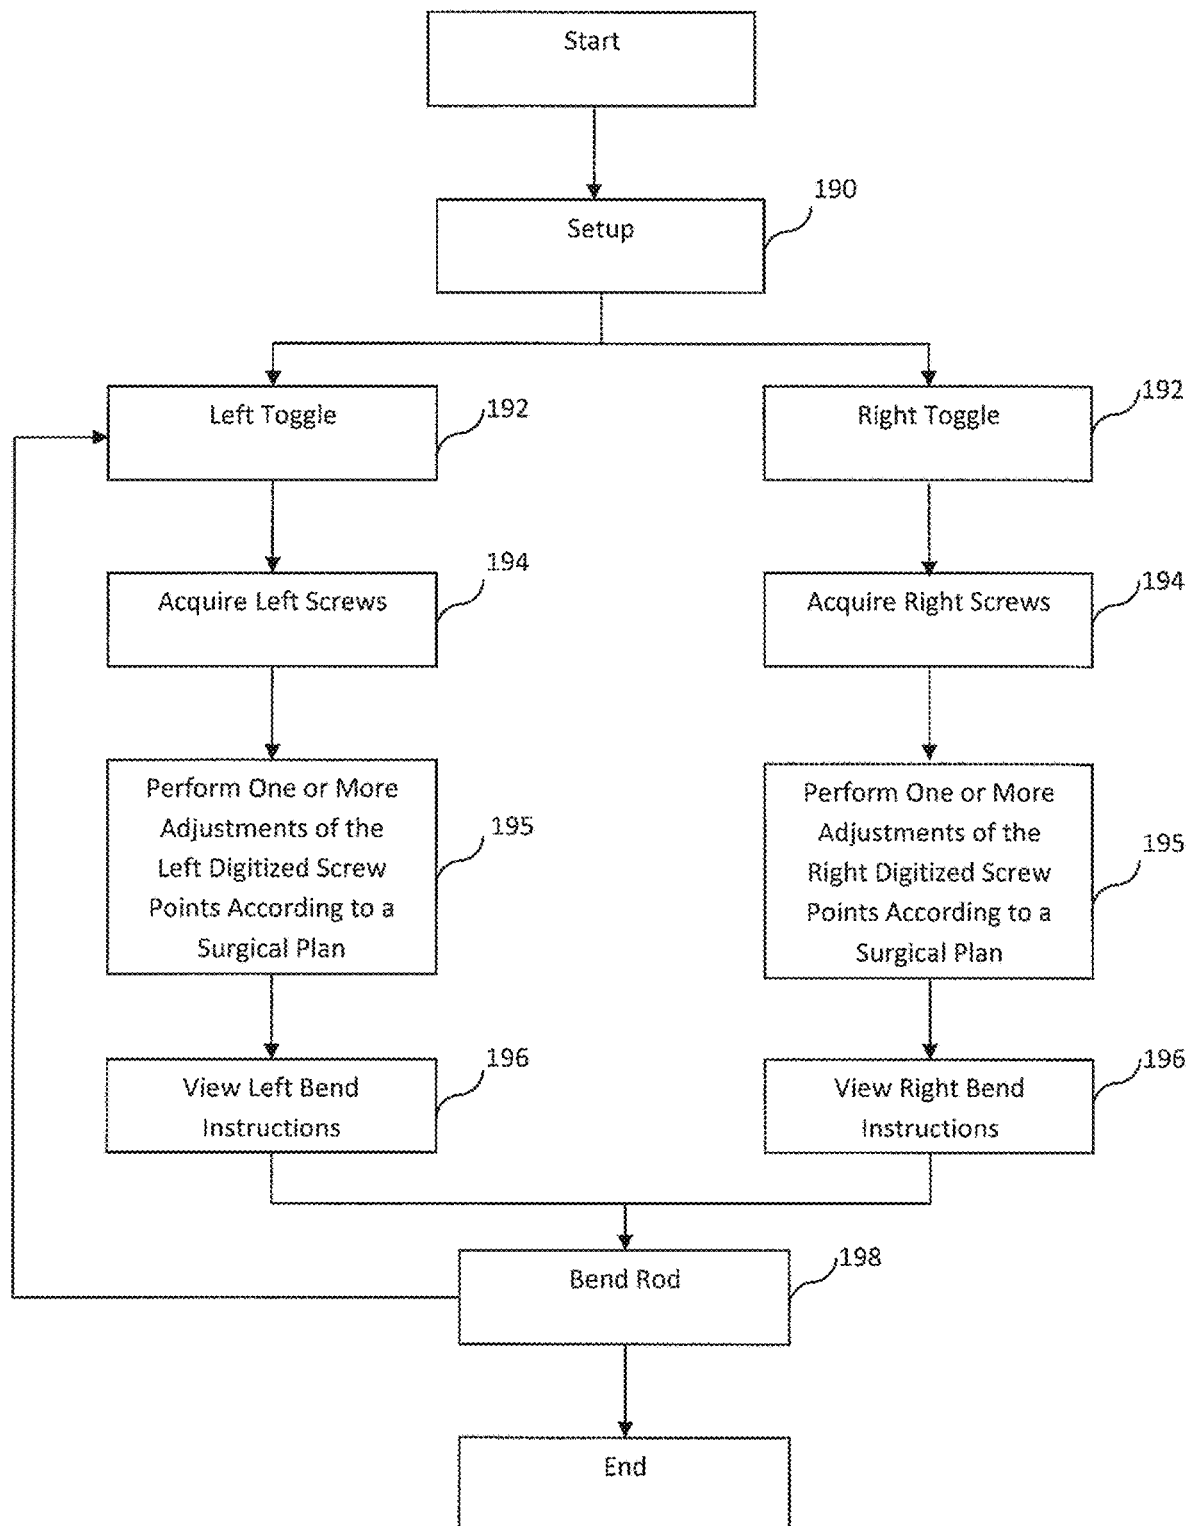 Start
190
Setup
192
Left Toggle
192
Right Toggle
194
Acquire Left Screws
194
Acquire Right Screws
Perform One or More
Adjustments of the
Left Digitized Screw
Points According to a
Surgical Plan
195
Perform One or More
Adjustments of the
Right Digitized Screw
Points According to a
Surgical Plan
195
196
View Left Bend
Instructions
196
View Right Bend
Instructions
198
Bend Rod
End